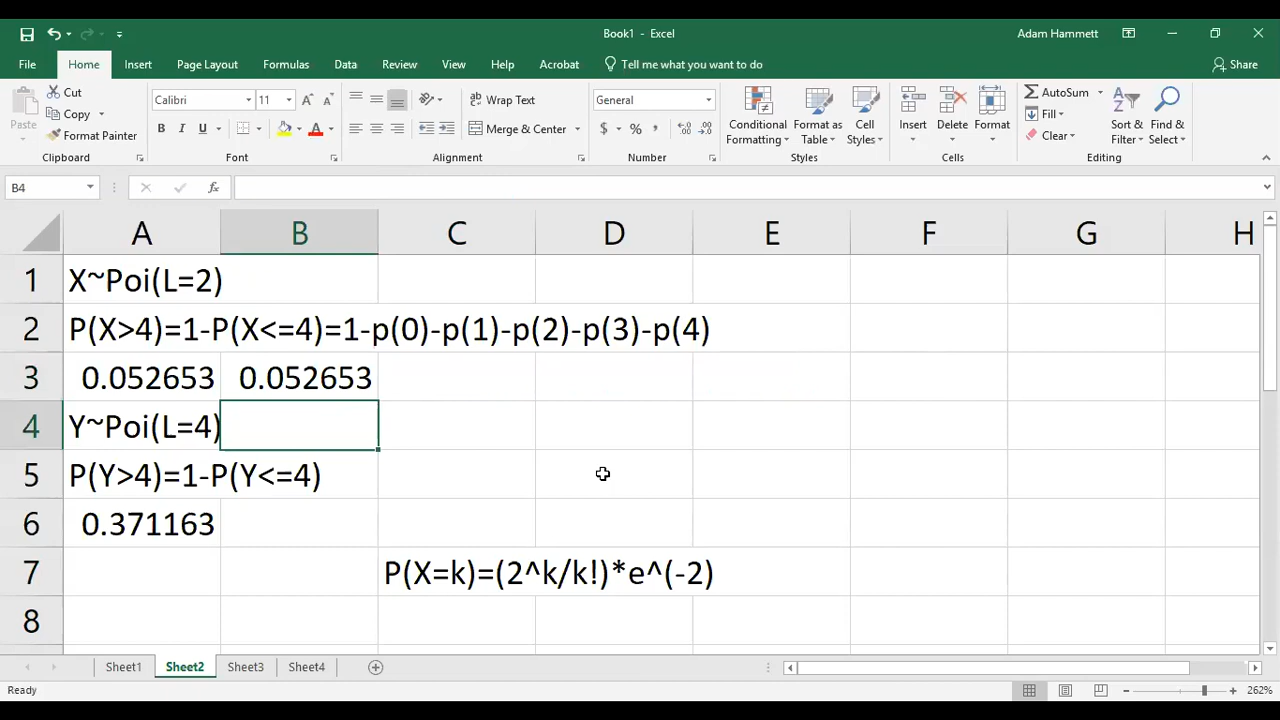 Book1 - Excel
Adam Hammett
File Home Insert Page Layout Formulas Data Review View Help Acrobat Tell me what you want to do Share
Cut
Copy
Paste
Format Painter
Clipboard
Calibri 11
B I U
Font
Wrap Text
Merge & Center
Alignment
General
$ % ,
Number
Conditional Formatting
Format as Table
Cell Styles
Styles
Insert
Delete
Format
Cells
AutoSum
Fill
Clear
Sort & Filter
Find & Select
Editing
B4 fx
A B C D E F G H
1 X~Poi(L=2)
2 P(X>4)=1-P(X<=4)=1-p(0)-p(1)-p(2)-p(3)-p(4)
3 0.052653 0.052653
4 Y~Poi(L=4)
5 P(Y>4)=1-P(Y<=4)
6 0.371163
7 P(X=k)=(2^k/k!)*e^(-2)
8
Sheet1 Sheet2 Sheet3 Sheet4
Ready 262%